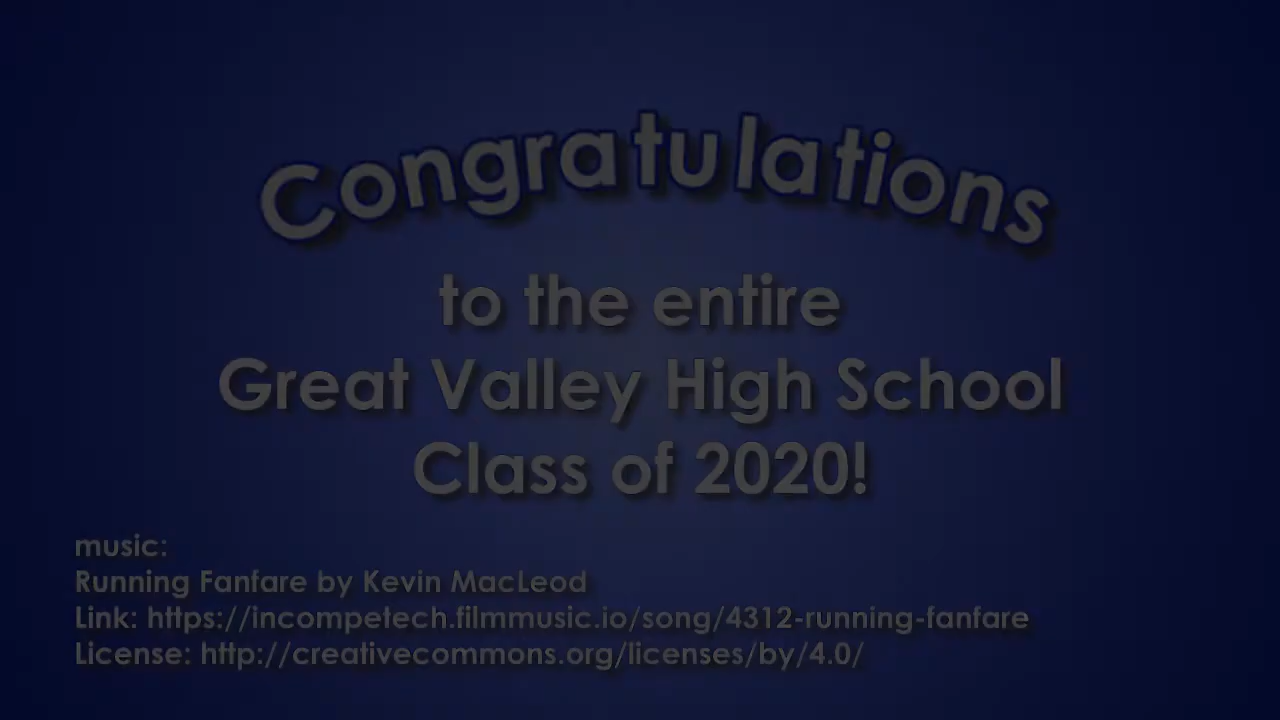 Congratulations
to the entire
Great Valley High School
Class of 2020!
music:
Running Fanfare by Kevin MacLeod
Link: https://incompetech.filmmusic.io/song/4312-running-fanfare
License: http://creativecommons.org/licenses/by/4.0/